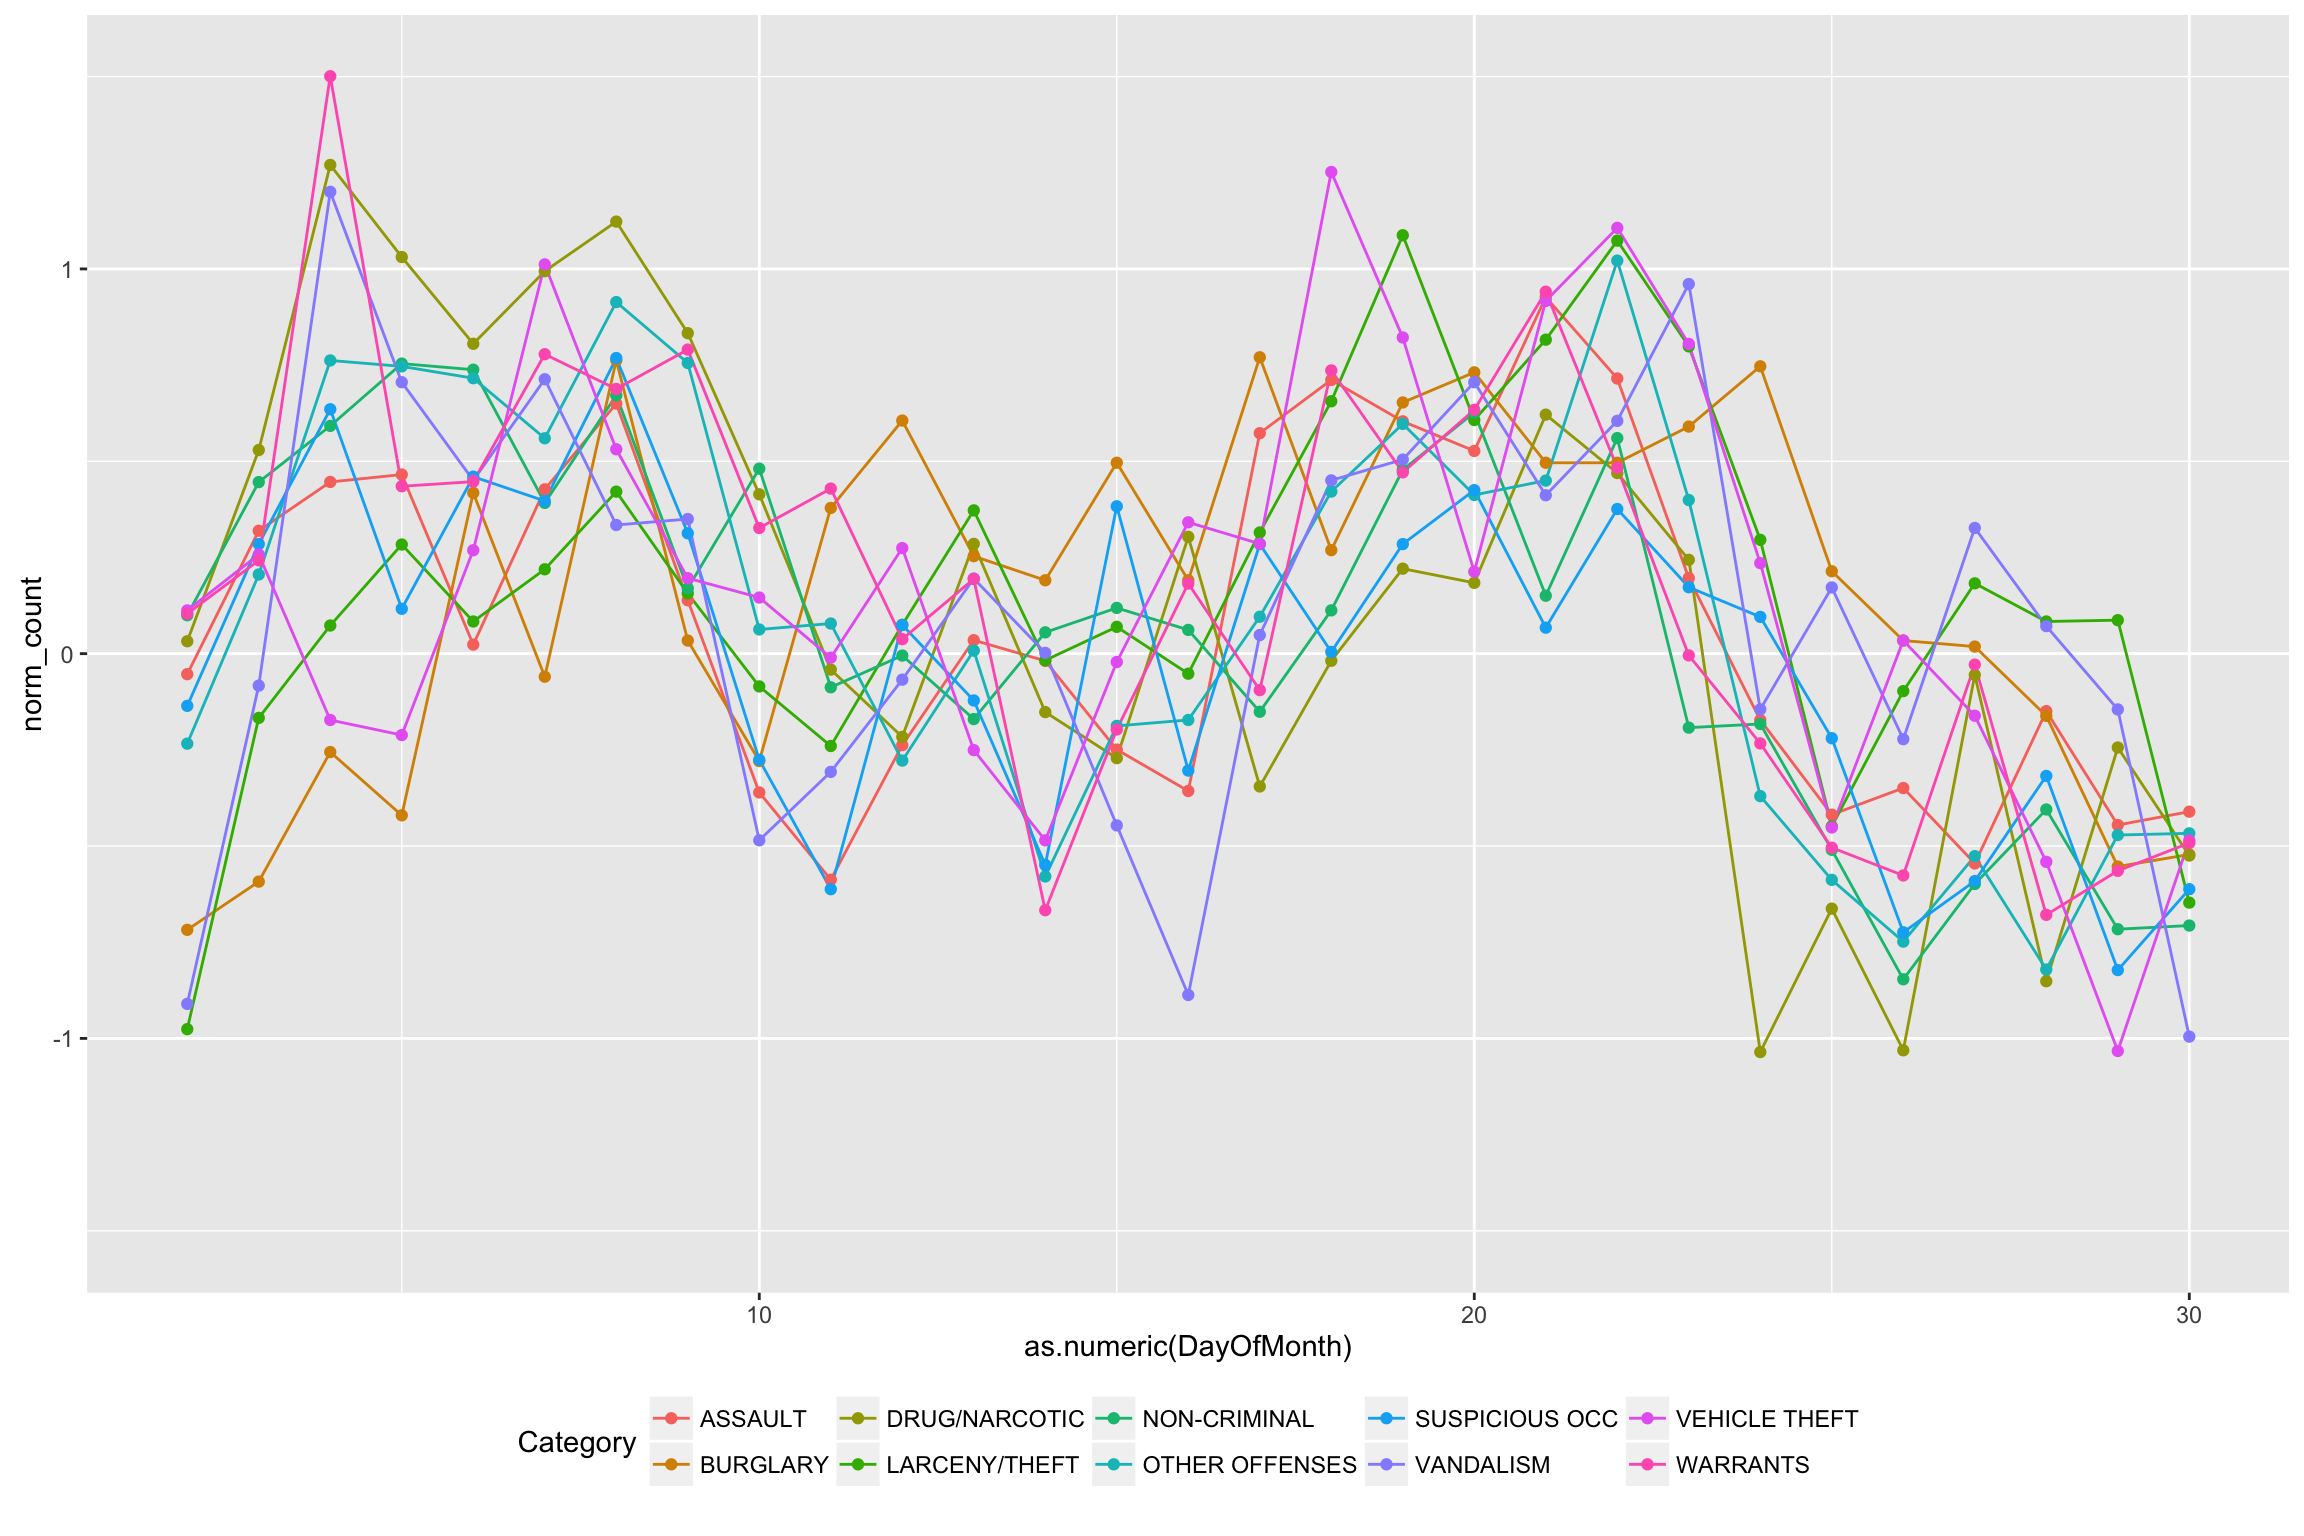 1
0
-1
norm_count
10 20 30
as.numeric(DayOfMonth)
Category
ASSAULT DRUG/NARCOTIC NON-CRIMINAL SUSPICIOUS OCC VEHICLE THEFT
BURGLARY LARCENY/THEFT OTHER OFFENSES VANDALISM WARRANTS